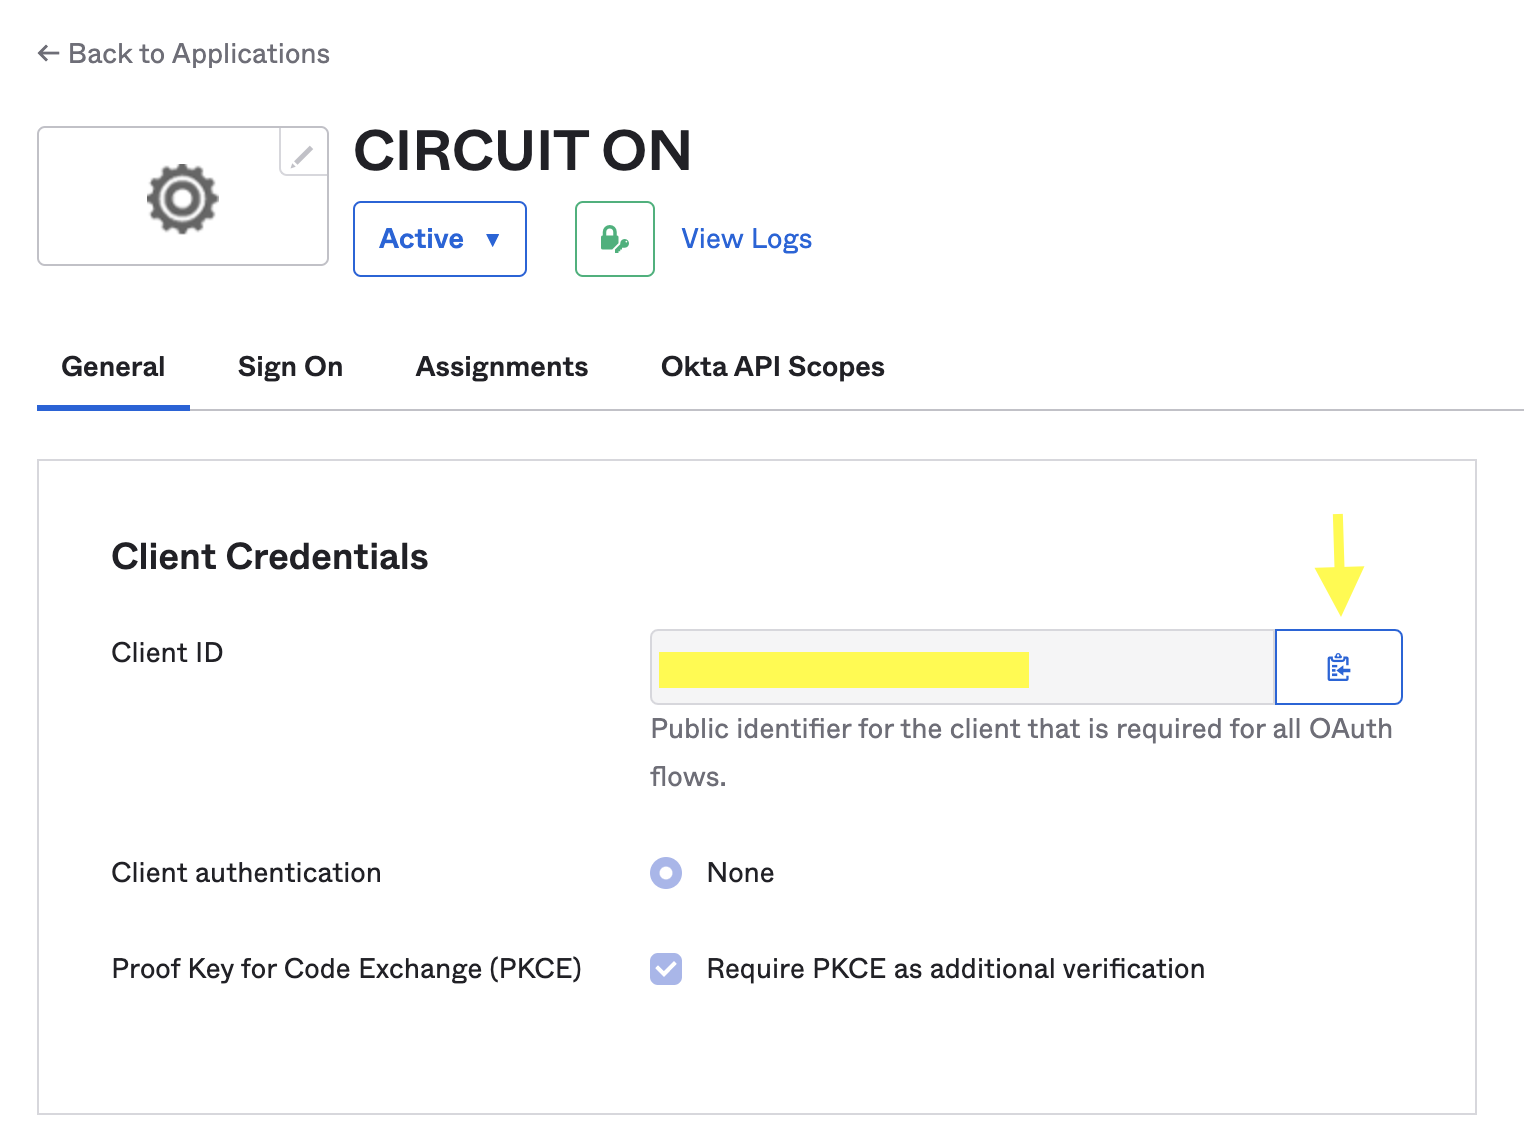 ← Back to Applications
CIRCUIT ON
Active ▼
View Logs
General Sign On Assignments Okta API Scopes
Client Credentials
Client ID
Public identifier for the client that is required for all OAuth
flows.
Client authentication None
Proof Key for Code Exchange (PKCE) Require PKCE as additional verification